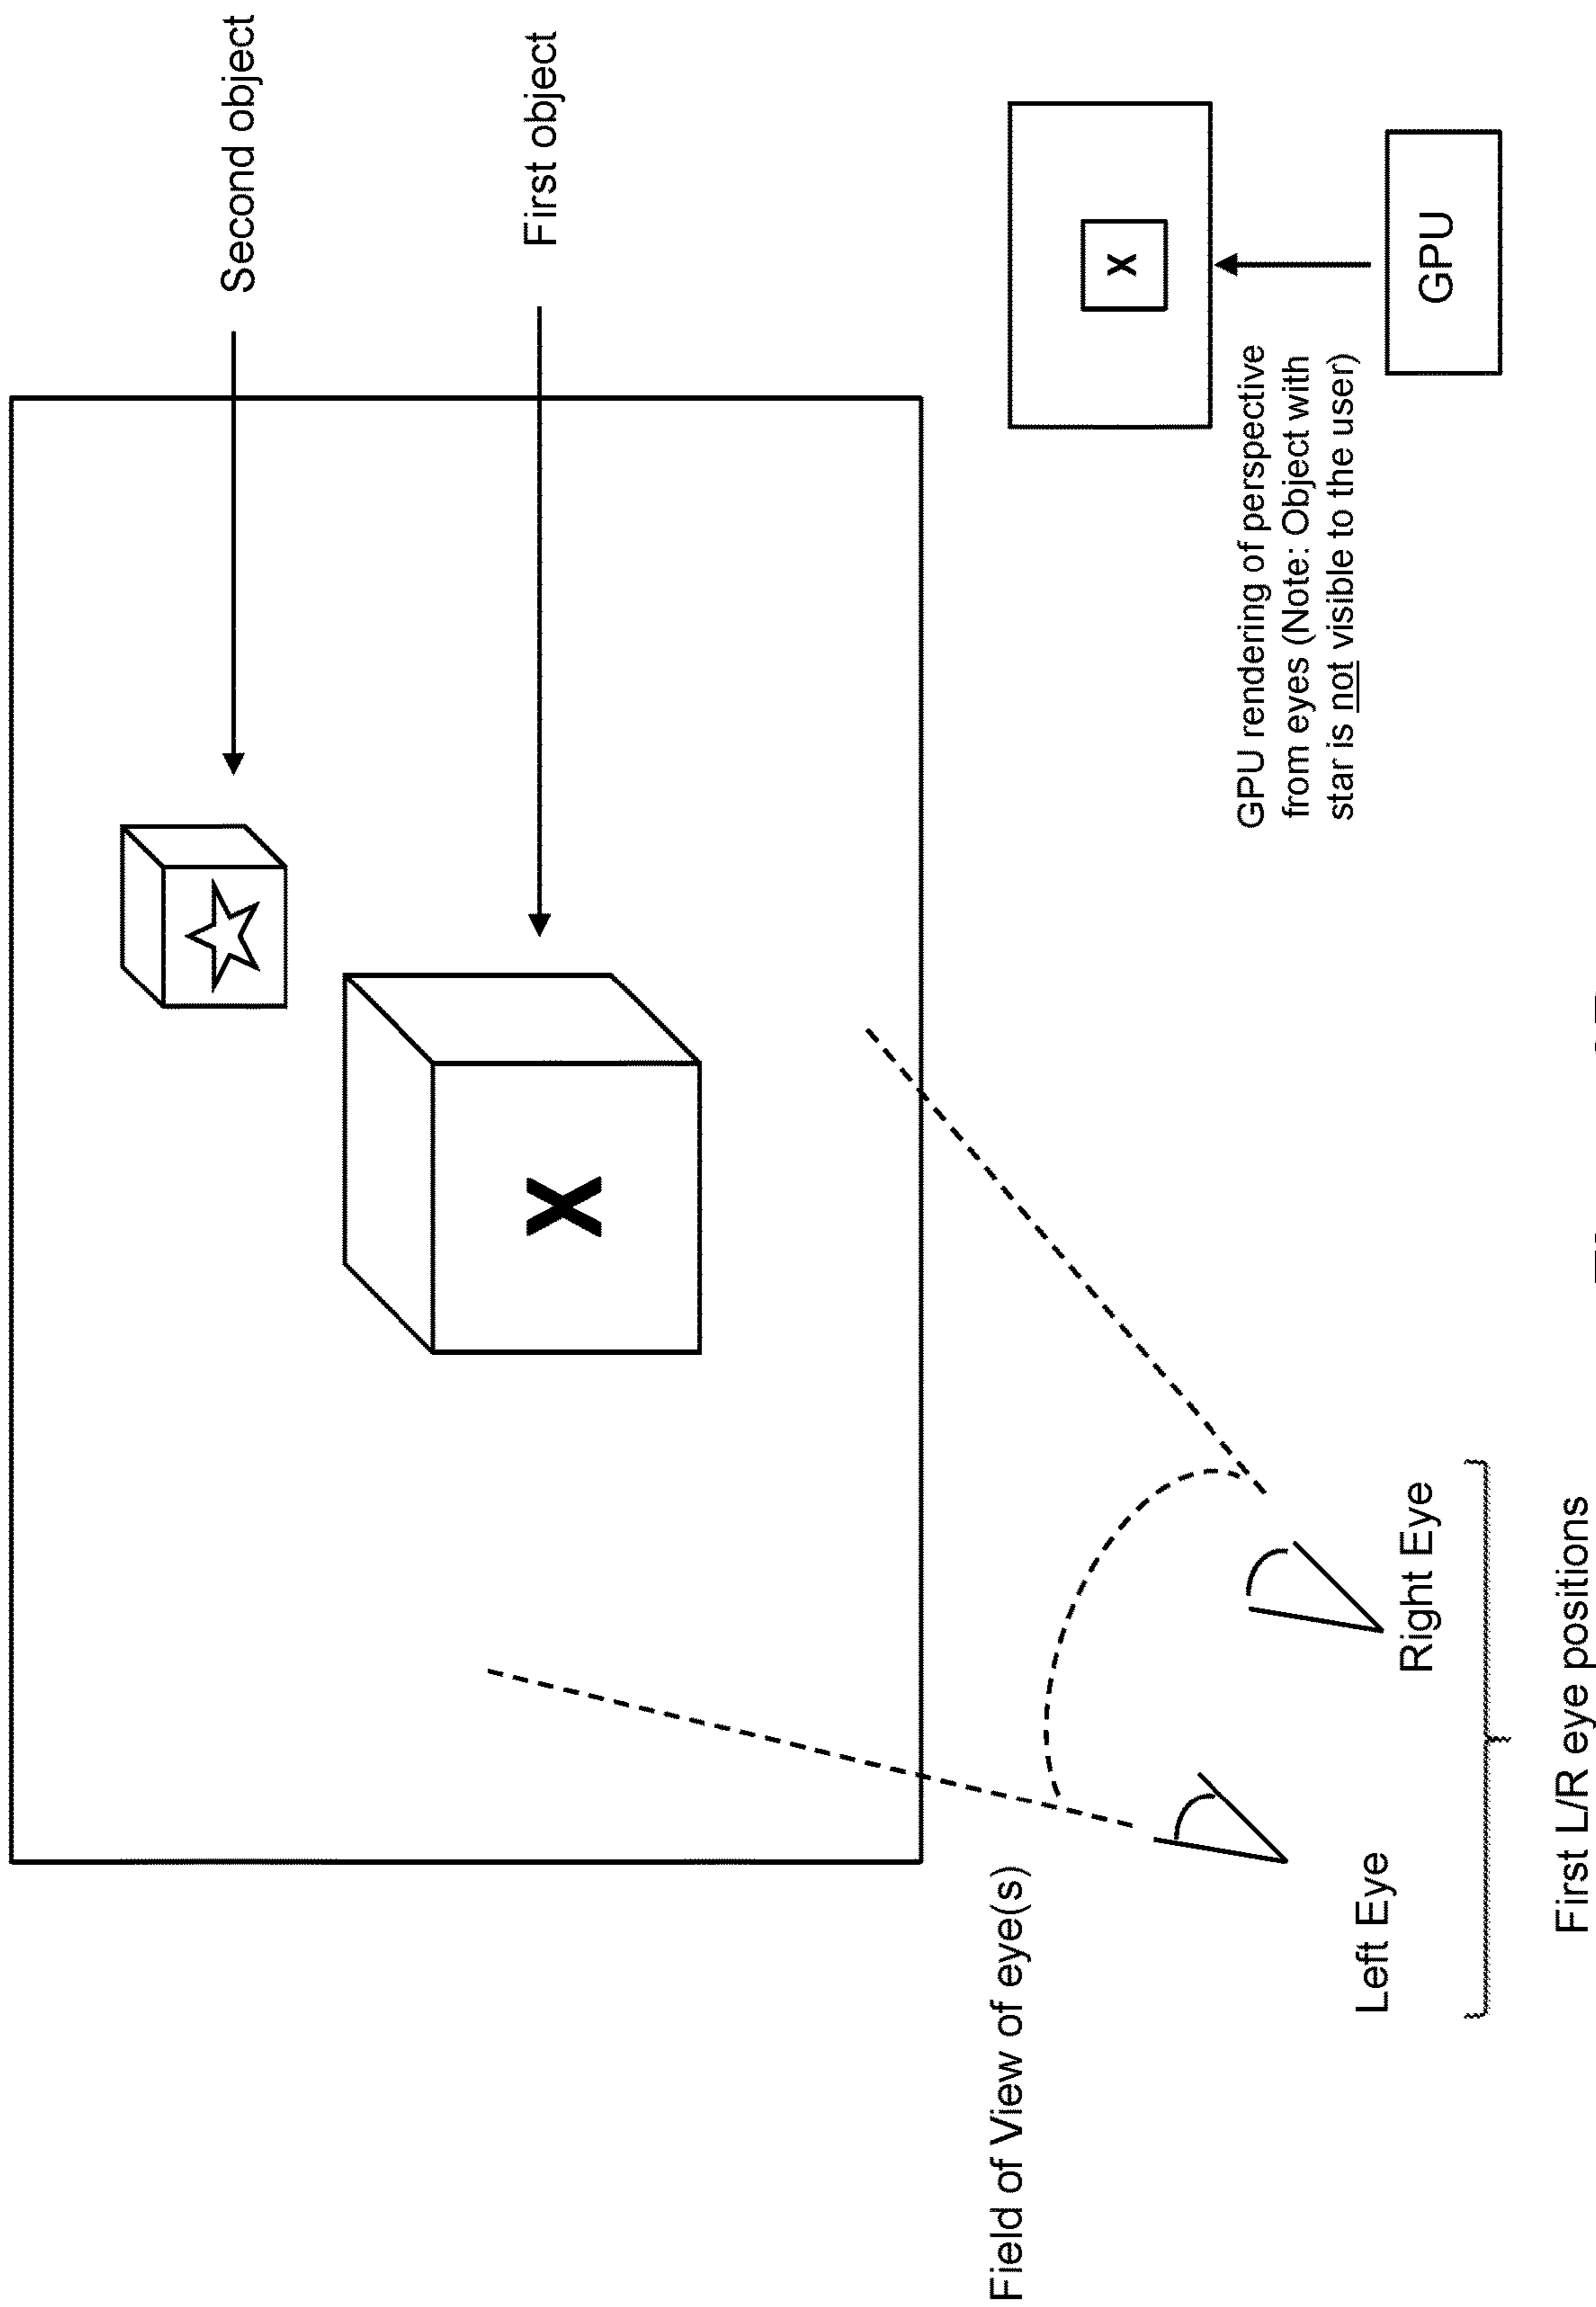 Second object
First object
X
X
GPU rendering of perspective
from eyes (Note: Object with
star is not visible to the user)
GPU
Field of View of eye(s)
Left Eye
Right Eye
First L/R eye positions